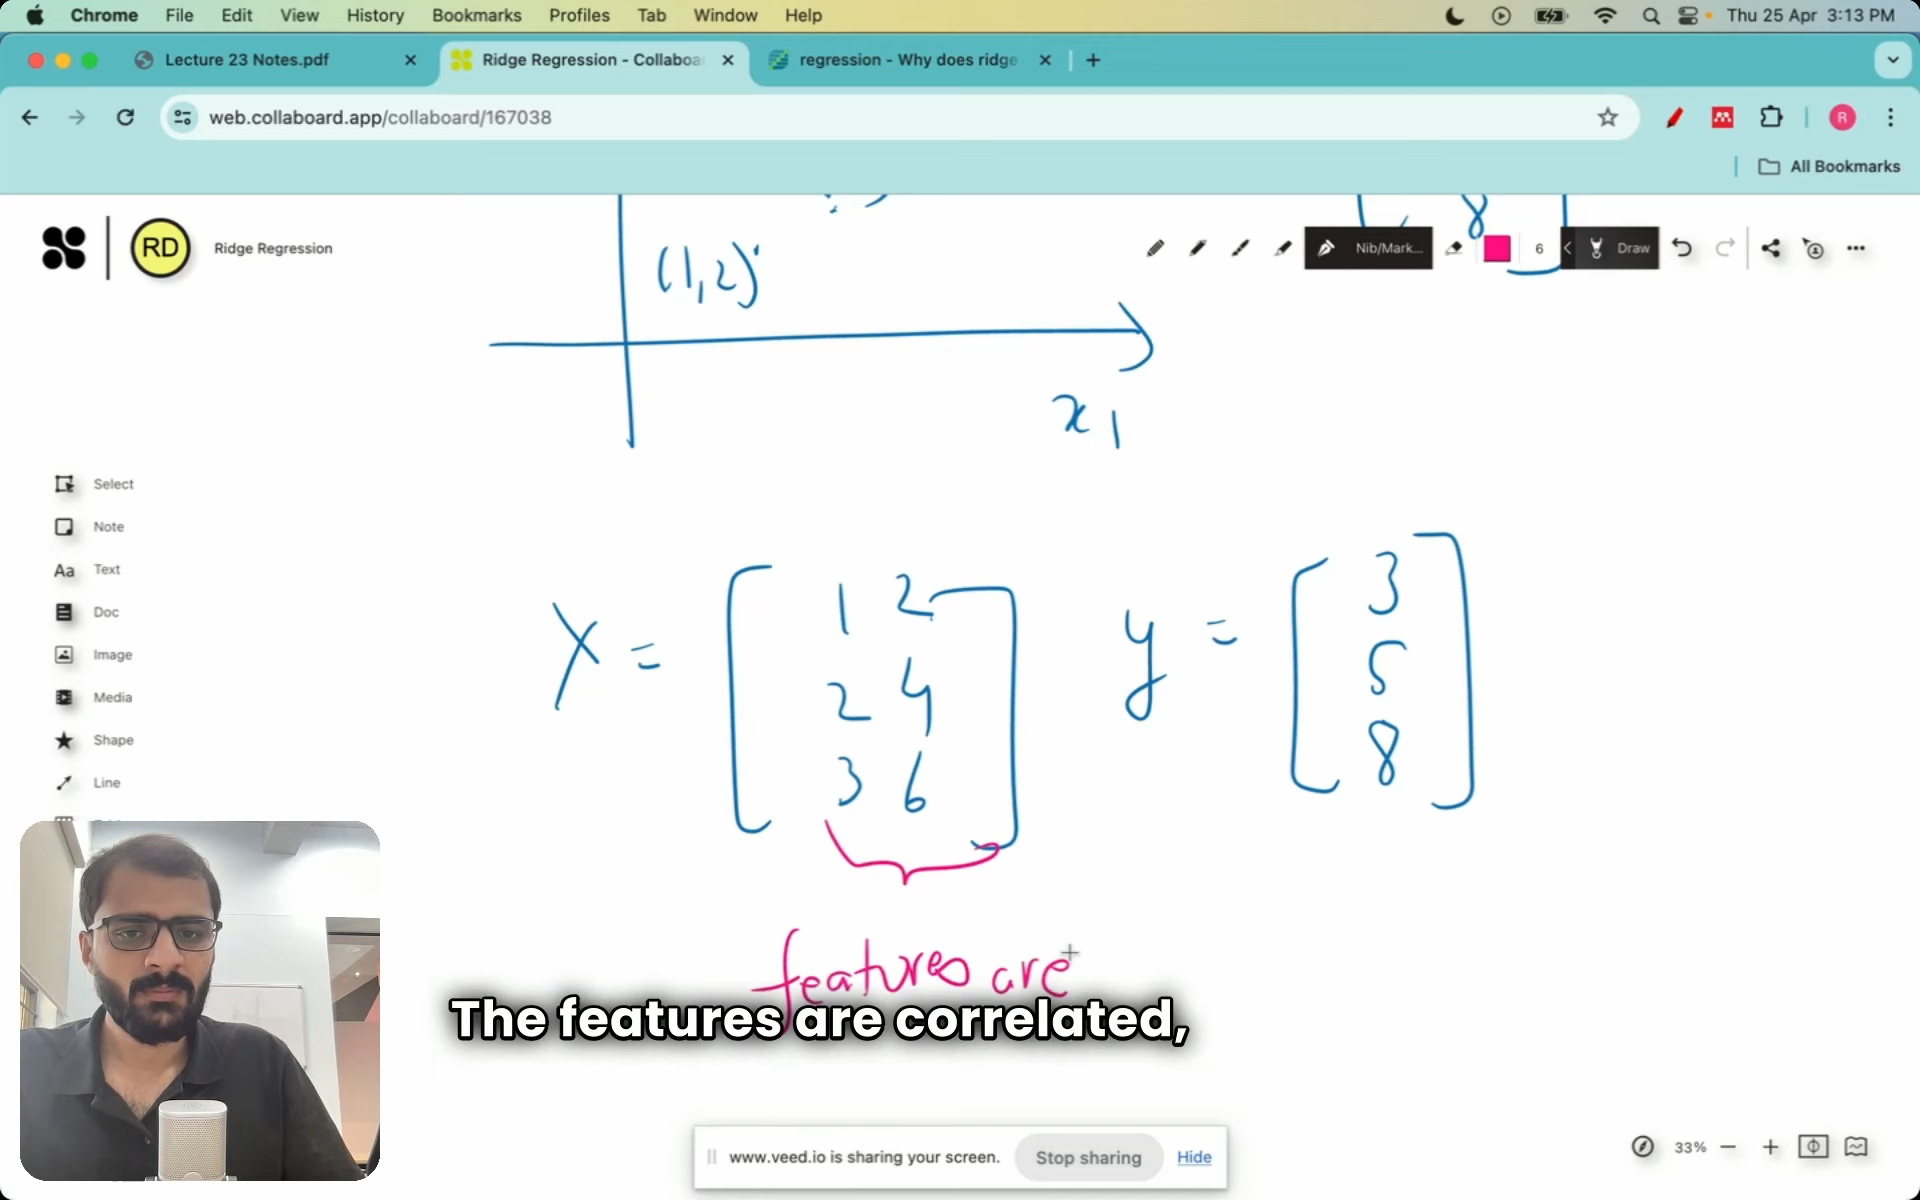 Chrome File Edit View History Bookmarks Profiles Tab Window Help Thu 25 Apr 3:13 PM
Lecture 23 Notes.pdf Ridge Regression - Collaboa regression - Why does ridge
web.collaboard.app/collaboard/167038 R
All Bookmarks
8
RD Ridge Regression Nib/Mark... 6 Draw
(1,2)
x1
Select
Note
Aa Text
Doc
Image
Media
Shape
Line
X = [ 1 2 y = [ 3
2 4 5
3 6 ] 8 ]
features are
The features are correlated,
www.veed.io is sharing your screen. Stop sharing Hide
33%